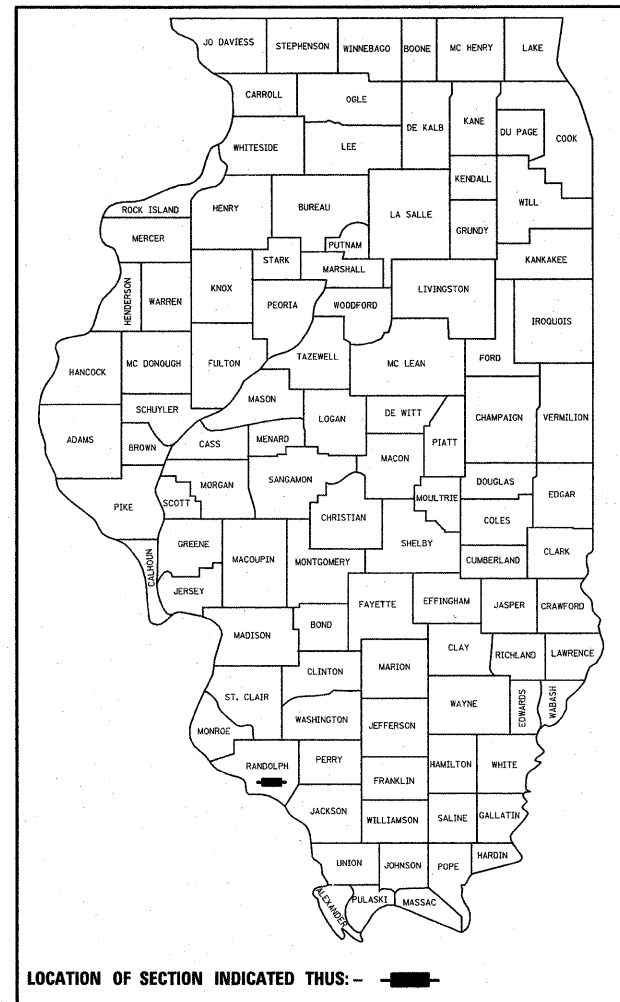 JO DAVIESS
STEPHENSON
WINNEBAGO
BOONE
MC HENRY
LAKE
CARROLL
OGLE
DE KALB
KANE
DU PAGE
COOK
WHITESIDE
LEE
KENDALL
WILL
ROCK ISLAND
HENRY
BUREAU
LA SALLE
GRUNDY
MERCER
PUTNAM
STARK
MARSHALL
KANKAKEE
HENDERSON
WARREN
KNOX
PEORIA
WOODFORD
LIVINGSTON
IROQUOIS
HANCOCK
MC DONOUGH
FULTON
TAZEWELL
MC LEAN
FORD
MASON
SCHUYLER
LOGAN
DE WITT
CHAMPAIGN
VERMILION
ADAMS
BROWN
CASS
MENARD
MACON
PIATT
PIKE
SCOTT
MORGAN
SANGAMON
CHRISTIAN
MOULTRIE
DOUGLAS
EDGAR
COLES
GREENE
MACOUPIN
MONTGOMERY
SHELBY
CUMBERLAND
CLARK
CALHOUN
JERSEY
FAYETTE
EFFINGHAM
JASPER
CRAWFORD
MADISON
BOND
CLAY
RICHLAND
LAWRENCE
CLINTON
MARION
ST. CLAIR
WAYNE
EDWARDS
WABASH
MONROE
WASHINGTON
JEFFERSON
RANDOLPH
PERRY
HAMILTON
WHITE
FRANKLIN
JACKSON
WILLIAMSON
SALINE
GALLATIN
UNION
JOHNSON
POPE
HARDIN
ALEXANDER
PULASKI
MASSAC
LOCATION OF SECTION INDICATED THUS: -